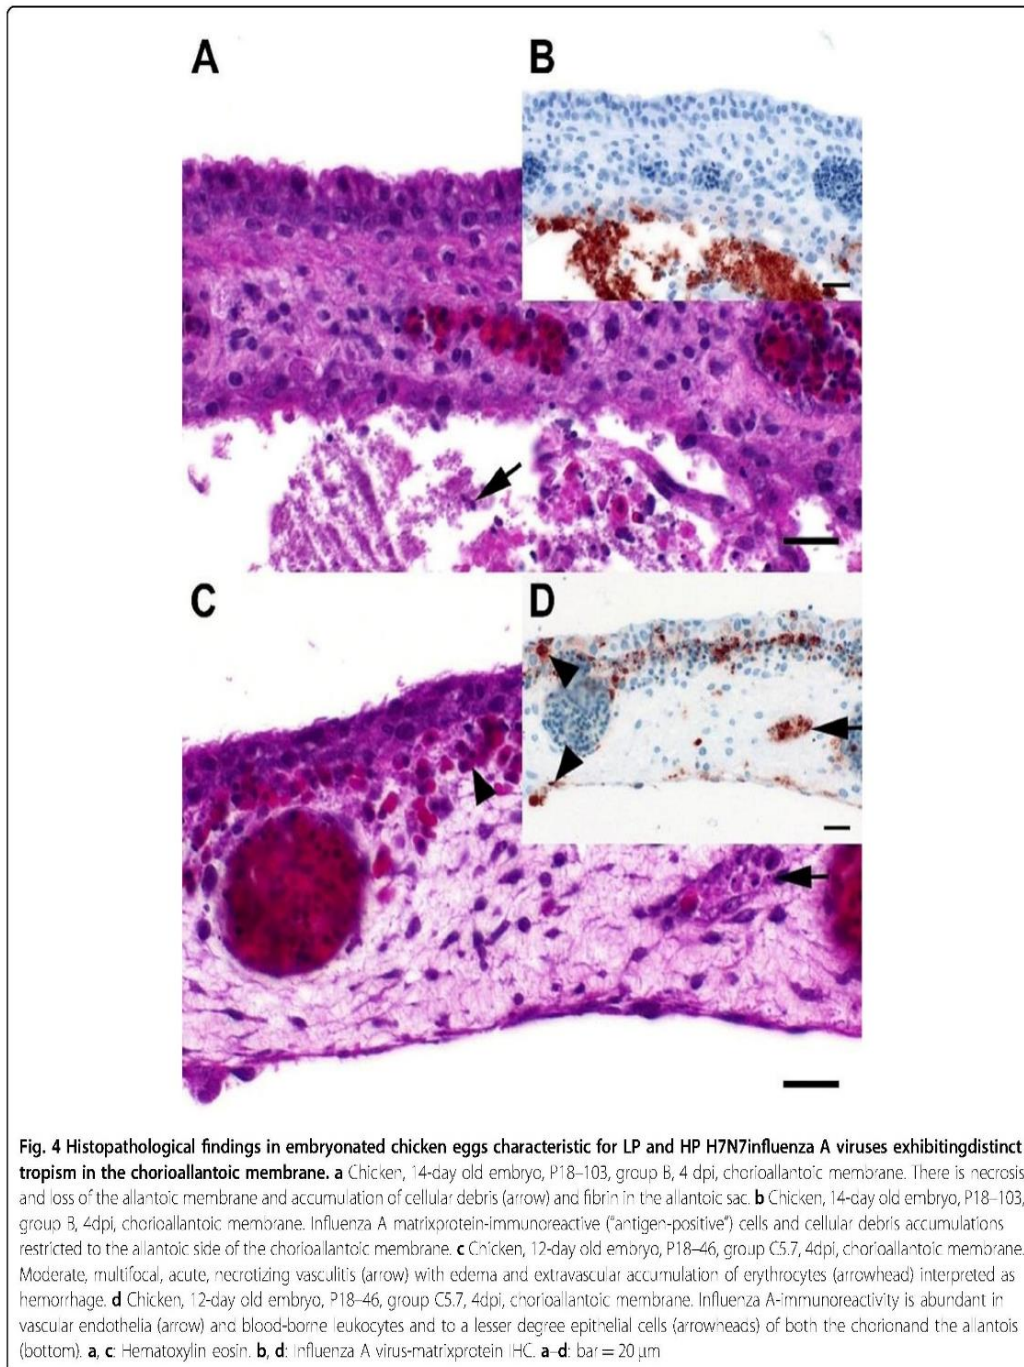 A
B
C
D
Fig. 4 Histopathological findings in embryonated chicken eggs characteristic for LP and HP H7N7influenza A viruses exhibitingdistinct
tropism in the chorioallantoic membrane. a Chicken, 14-day old embryo, P18–103, group B, 4 dpi, chorioallantoic membrane. There is necrosis
and loss of the allantoic membrane and accumulation of cellular debris (arrow) and fibrin in the allantoic sac. b Chicken, 14-day old embryo, P18–103,
group B, 4dpi, chorioallantoic membrane. Influenza A matrixprotein-immunoreactive ("antigen-positive") cells and cellular debris accumulations
restricted to the allantoic side of the chorioallantoic membrane. c Chicken, 12-day old embryo, P18–46, group C5.7, 4dpi, chorioallantoic membrane.
Moderate, multifocal, acute, necrotizing vasculitis (arrow) with edema and extravascular accumulation of erythrocytes (arrowhead) interpreted as
hemorrhage. d Chicken, 12-day old embryo, P18–46, group C5.7, 4dpi, chorioallantoic membrane. Influenza A-immunoreactivity is abundant in
vascular endothelia (arrow) and blood-borne leukocytes and to a lesser degree epithelial cells (arrowheads) of both the chorionand the allantois
(bottom). a, c: Hematoxylin eosin. b, d: Influenza A virus-matrixprotein IHC. a–d: bar = 20 μm